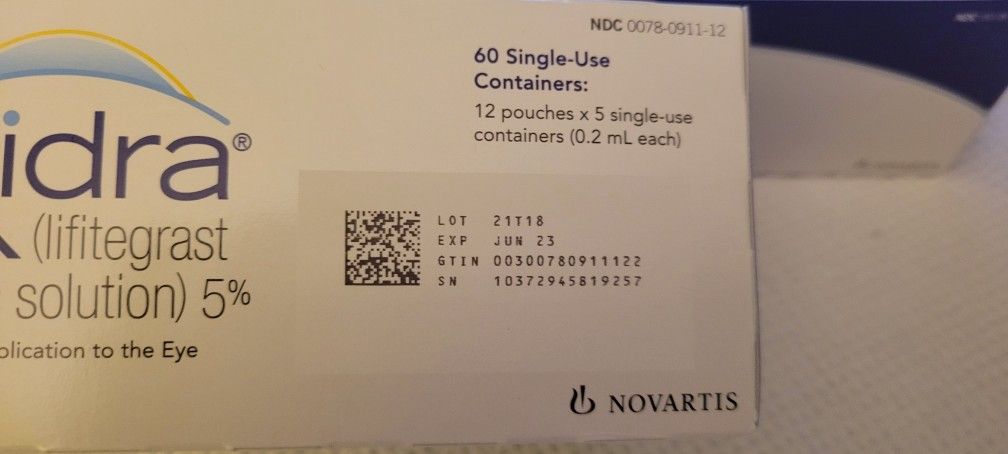 NDC 0078-0911-12
60 Single-Use
Containers:
12 pouches x 5 single-use
containers (0.2 mL each)
idra®
(lifitegrast
solution) 5%
plication to the Eye
LOT 21T18
EXP JUN 23
GTIN 00300780911122
SN 10372945819257
NOVARTIS